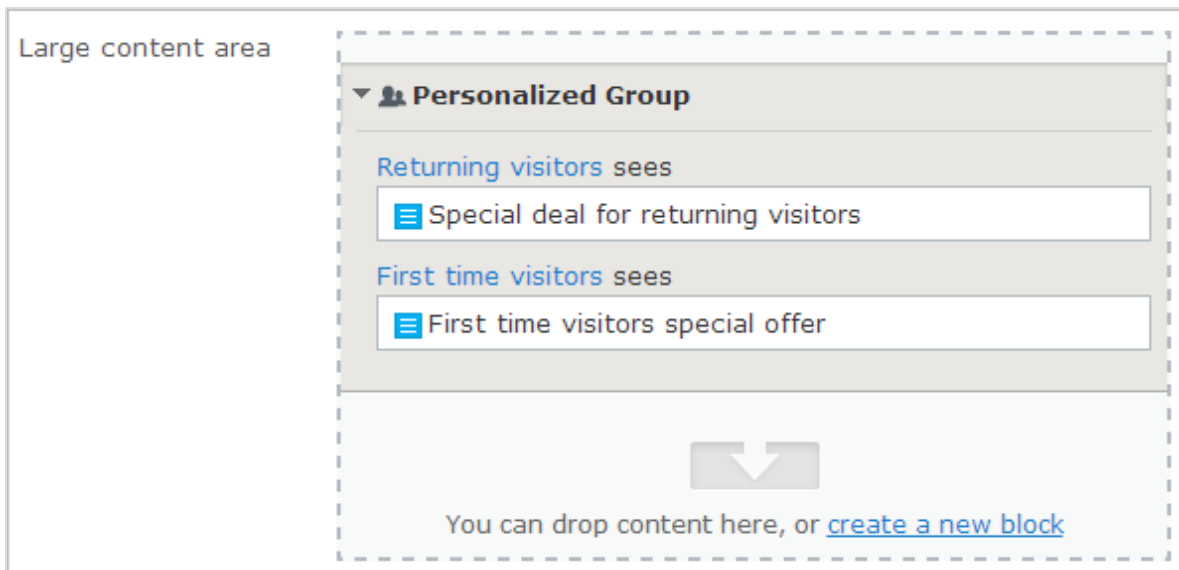 Large content area
Personalized Group
Returning visitors sees
Special deal for returning visitors
First time visitors sees
First time visitors special offer
You can drop content here, or create a new block